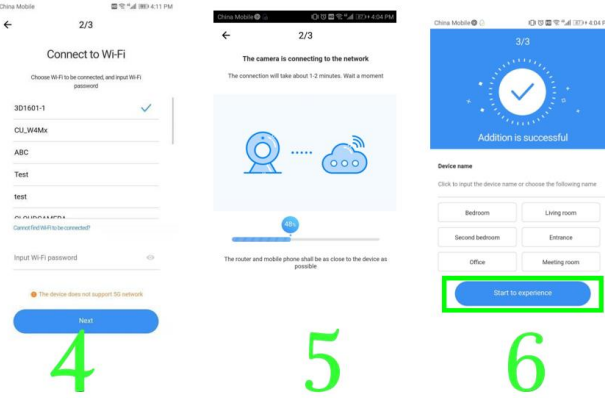 China Mobile
4:11 PM
2/3
Connect to Wi-Fi
Choose Wi-Fi to be connected, and input Wi-Fi
password
3D1601-1
CU_W4Mx
ABC
Test
test
CLOUDCAMERA
Cannot find Wi-Fi to be connected?
Input Wi-Fi password
The device does not support 5G network
Next
4
China Mobile
4:04 PM
2/3
The camera is connecting to the network
The connection will take about 1-2 minutes. Wait a moment
48%
The router and mobile phone shall be as close to the device as
possible
5
China Mobile
4:04 P
3/3
Addition is successful
Device name
Click to input the device name or choose the following name
Bedroom
Living room
Second bedroom
Entrance
Office
Meeting room
Start to experience
6